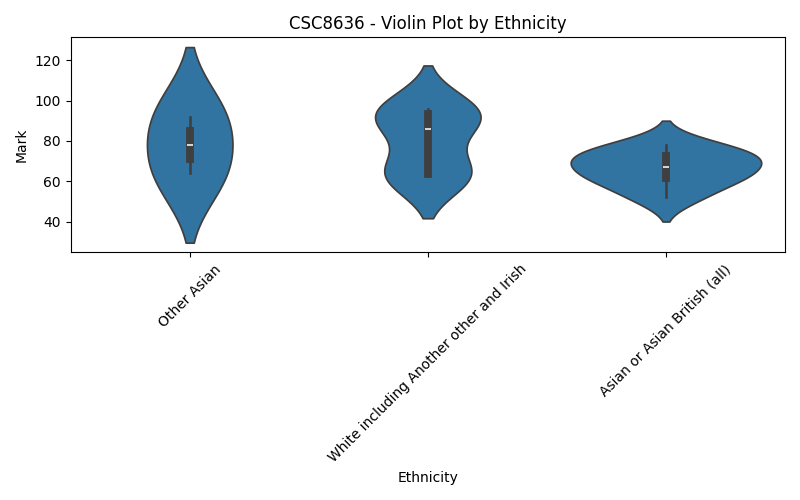 CSC8636 - Violin Plot by Ethnicity
120
100
80
60
40
Mark
Other Asian
White including Another other and Irish
Asian or Asian British (all)
Ethnicity